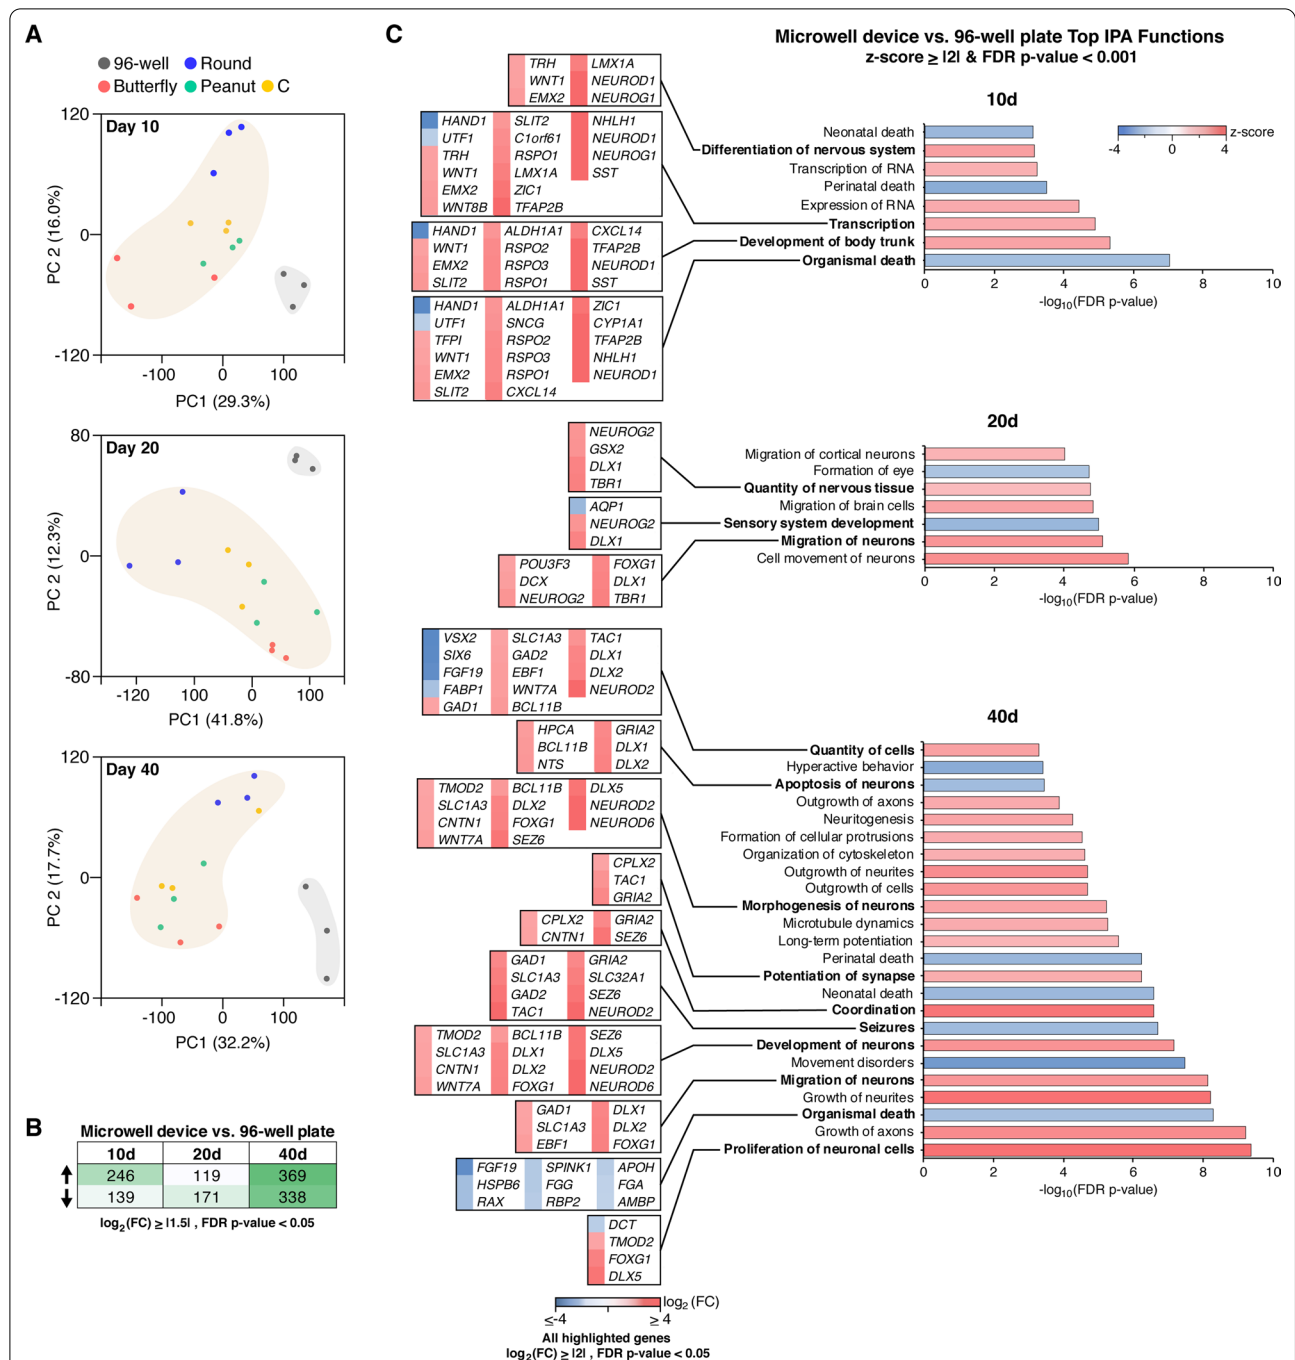 A
96-well
Round
Butterfly
Peanut
C
Day 10
120
0
-120
PC 2 (16.0%)
-100
0
100
PC1 (29.3%)
Day 20
80
0
-80
PC 2 (12.3%)
-120
100
0
100
PC1 (41.8%)
Day 40
120
0
-120
PC 2 (17.7%)
-100
0
100
PC1 (32.2%)
B
Microwell device vs. 96-well plate
10d 20d 40d
246 119 369
139 171 338
log2(FC) ≥ |1.5| , FDR p-value < 0.05
C
Microwell device vs. 96-well plate Top IPA Functions
z-score ≥ |2| & FDR p-value < 0.001
TRH LMX1A
WNT1 NEUROD1
EMX2 NEUROG1
HAND1 SLIT2 NHLH1
UTF1 C1orf61 NEUROD1
TRH RSPO1 NEUROG1
WNT1 LMX1A SST
EMX2 ZIC1
WNT8B TFAP2B
HAND1 ALDH1A1 CXCL14
WNT1 RSPO2 TFAP2B
EMX2 RSPO3 NEUROD1
SLIT2 RSPO1 SST
HAND1 ALDH1A1 ZIC1
UTF1 SNCG CYP1A1
TFPI RSPO2 TFAP2B
WNT1 RSPO3 NHLH1
EMX2 RSPO1 NEUROD1
SLIT2 CXCL14
10d
Neonatal death
Differentiation of nervous system
Transcription of RNA
Perinatal death
Expression of RNA
Transcription
Development of body trunk
Organismal death
z-score
-4 0 4
0 2 4 6 8 10
-log10(FDR p-value)
NEUROG2
GSX2
DLX1
TBR1
AQP1
NEUROG2
DLX1
POU3F3 FOXG1
DCX DLX1
NEUROG2 TBR1
20d
Migration of cortical neurons
Formation of eye
Quantity of nervous tissue
Migration of brain cells
Sensory system development
Migration of neurons
Cell movement of neurons
0 2 4 6 8 10
-log10(FDR p-value)
VSX2 SLC1A3 TAC1
SIX6 GAD2 DLX1
FGF19 EBF1 DLX2
FABP1 WNT7A NEUROD2
GAD1 BCL11B
HPCA GRIA2
BCL11B DLX1
NTS DLX2
TMOD2 BCL11B DLX5
SLC1A3 DLX2 NEUROD2
CNTN1 FOXG1 NEUROD6
WNT7A SEZ6
CPLX2
TAC1
GRIA2
CPLX2 GRIA2
CNTN1 SEZ6
GAD1 GRIA2
SLC1A3 SLC32A1
GAD2 SEZ6
TAC1 NEUROD2
TMOD2 BCL11B SEZ6
SLC1A3 DLX1 DLX5
CNTN1 DLX2 NEUROD2
WNT7A FOXG1 NEUROD6
GAD1 DLX1
SLC1A3 DLX2
EBF1 FOXG1
FGF19 SPINK1 APOH
HSPB6 FGG FGA
RAX RBP2 AMBP
DCT
TMOD2
FOXG1
DLX5
40d
Quantity of cells
Hyperactive behavior
Apoptosis of neurons
Outgrowth of axons
Neuritogenesis
Formation of cellular protrusions
Organization of cytoskeleton
Outgrowth of neurites
Outgrowth of cells
Morphogenesis of neurons
Microtubule dynamics
Long-term potentiation
Perinatal death
Potentiation of synapse
Neonatal death
Coordination
Seizures
Development of neurons
Movement disorders
Migration of neurons
Growth of neurites
Organismal death
Growth of axons
Proliferation of neuronal cells
0 2 4 6 8 10
-log10(FDR p-value)
log2 (FC)
≤-4 ≥ 4
All highlighted genes
log2(FC) ≥ |2| , FDR p-value < 0.05